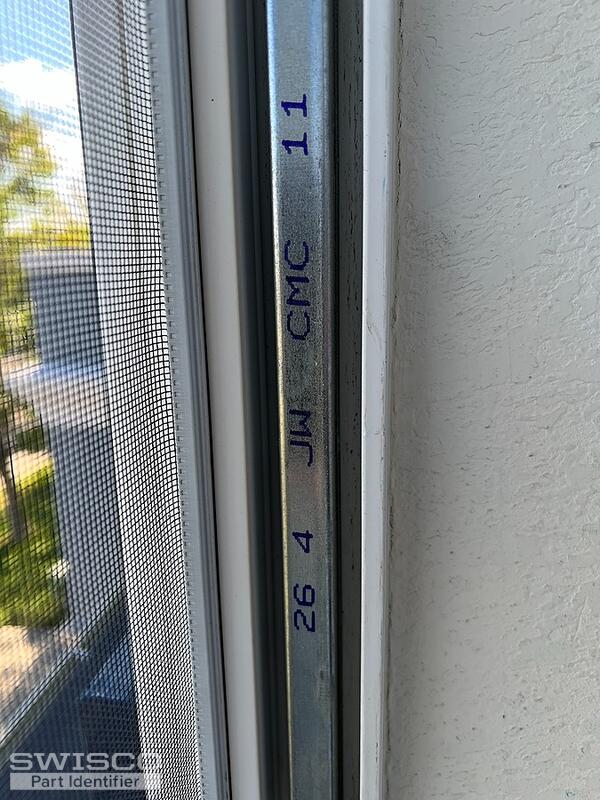 26 4 JW CMC 11
SWISCO
Part Identifier